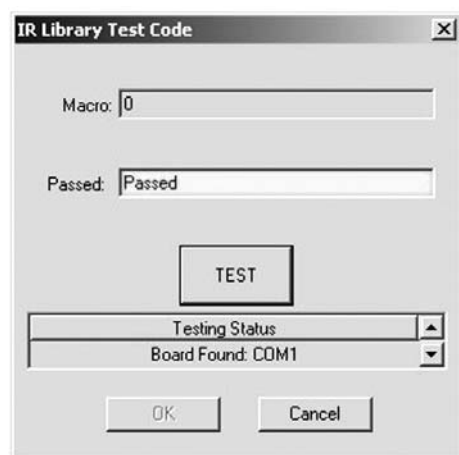 IR Library Test Code
Macro: 0
Passed: Passed
TEST
Testing Status
Board Found: COM1
OK Cancel